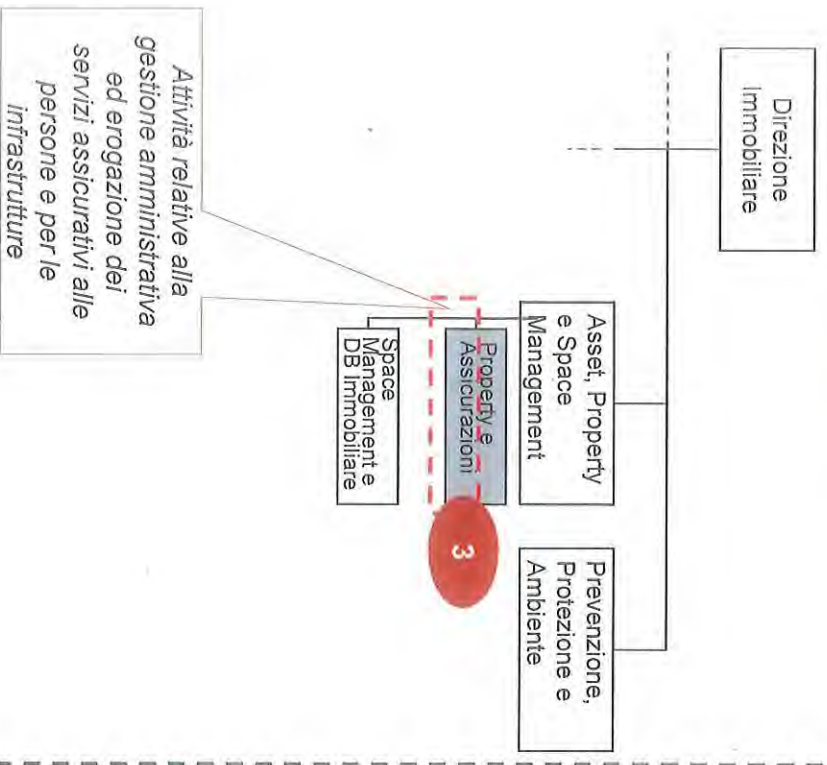 Direzione
Immobiliare
Asset, Property
e Space
Management
Prevenzione,
Protezione e
Ambiente
Property e
Assicurazioni
3
Space
Management e
DB Immobiliare
Attività relative alla
gestione amministrativa
ed erogazione dei
servizi assicurativi alle
persone e per le
infrastrutture